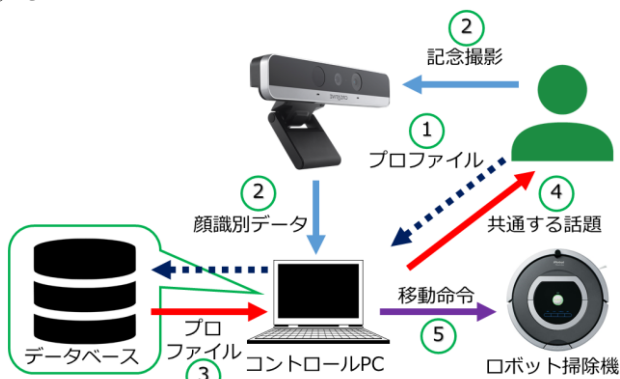 2
記念撮影
1
プロファイル
2
顔識別データ
4
共通する話題
移動命令
5
プロ
ファイル
3
データベース
コントロールPC
ロボット掃除機